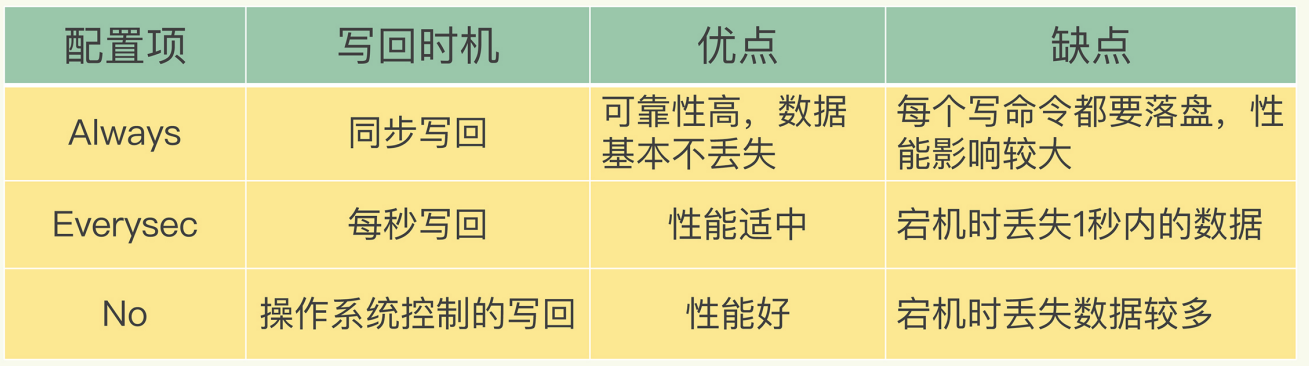 配置项 写回时机 优点 缺点
Always 同步写回 可靠性高，数据基本不丢失 每个写命令都要落盘，性能影响较大
Everysec 每秒写回 性能适中 宕机时丢失1秒内的数据
No 操作系统控制的写回 性能好 宕机时丢失数据较多